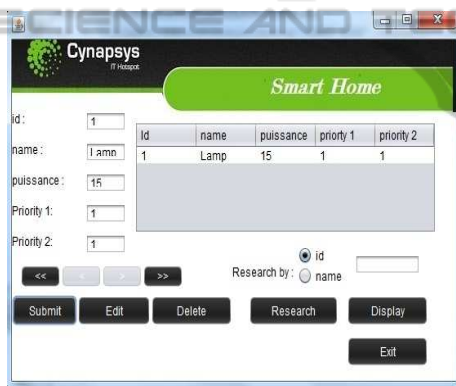 SCIENCE AND
Cynapsys
IT Hotspot
Smart Home
id :
1
name :
Lamp
puissance :
15
Priority 1:
1
Priority 2:
1
Id name puissance priorty 1 priority 2
1 Lamp 15 1 1
<< < > >>
Research by : id
name
Submit Edit Delete Research Display
Exit